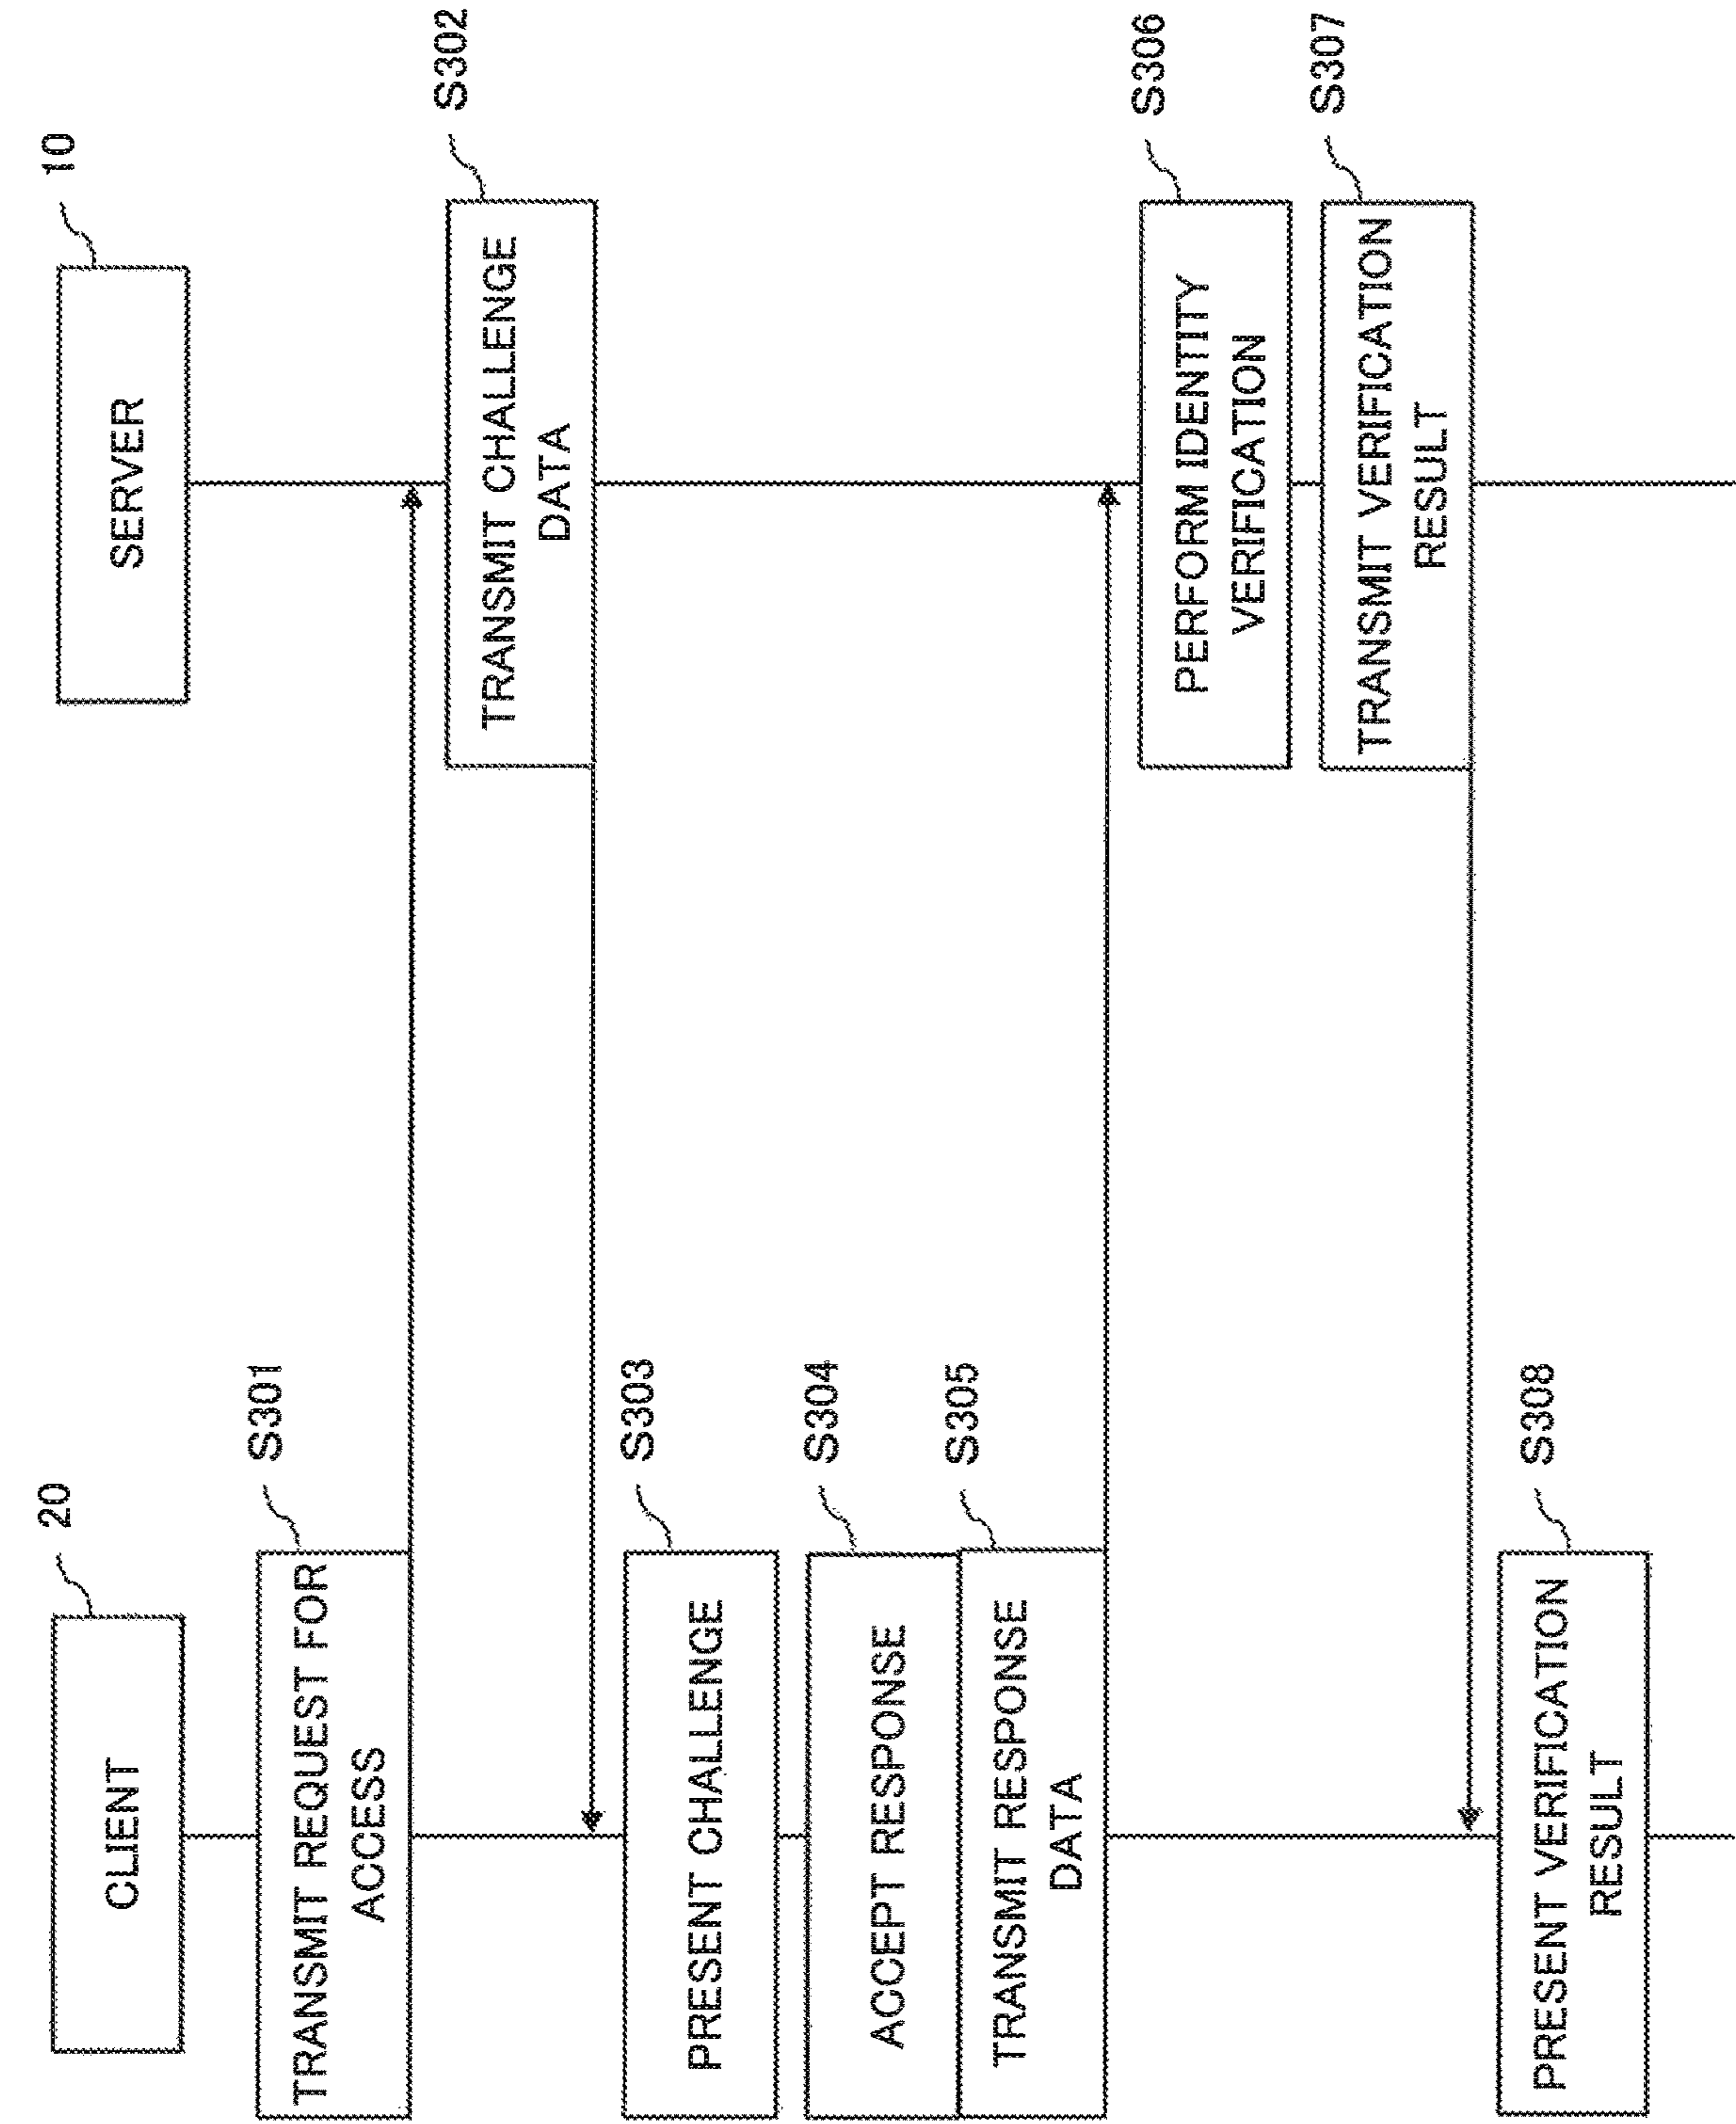 20
CLIENT
10
SERVER
S301
TRANSMIT REQUEST FOR
ACCESS
S302
TRANSMIT CHALLENGE
DATA
S303
PRESENT CHALLENGE
S304
ACCEPT RESPONSE
S305
TRANSMIT RESPONSE
DATA
S306
PERFORM IDENTITY
VERIFICATION
S307
TRANSMIT VERIFICATION
RESULT
S308
PRESENT VERIFICATION
RESULT